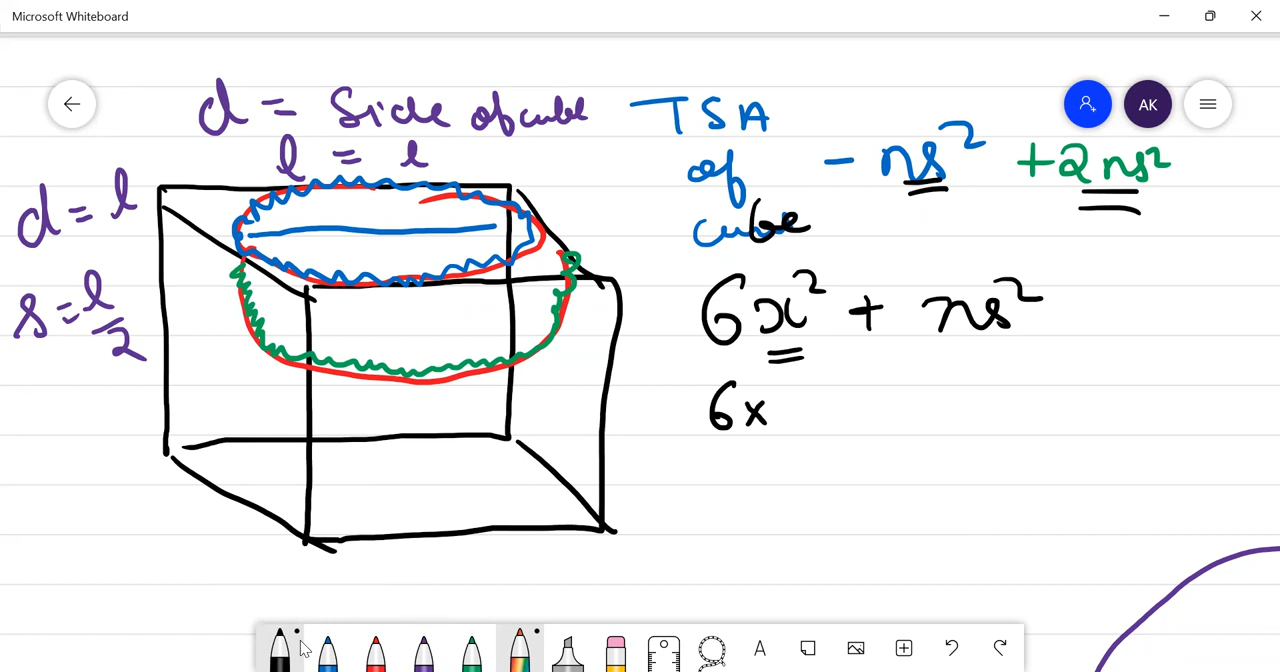 Microsoft Whiteboard
d = Side of cube
l = l
TSA of cube - πs² + 2πs²
d = l
s = l/2
6x² + πs²
6x
AK
A